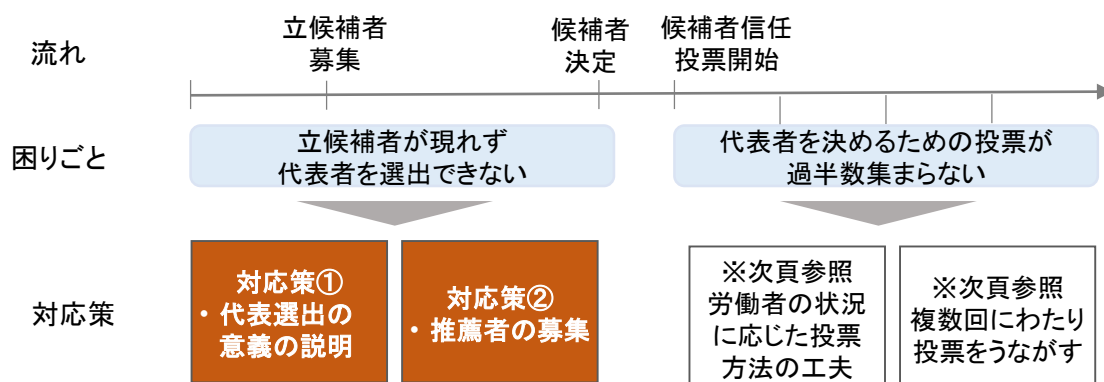 流れ
立候補者
募集
候補者
決定
候補者信任
投票開始
困りごと
立候補者が現れず
代表者を選出できない
代表者を決めるための投票が
過半数集まらない
対応策
対応策①
・代表選出の
意義の説明
対応策②
・推薦者の募集
※次頁参照
労働者の状況
に応じた投票
方法の工夫
※次頁参照
複数回にわたり
投票をうながす